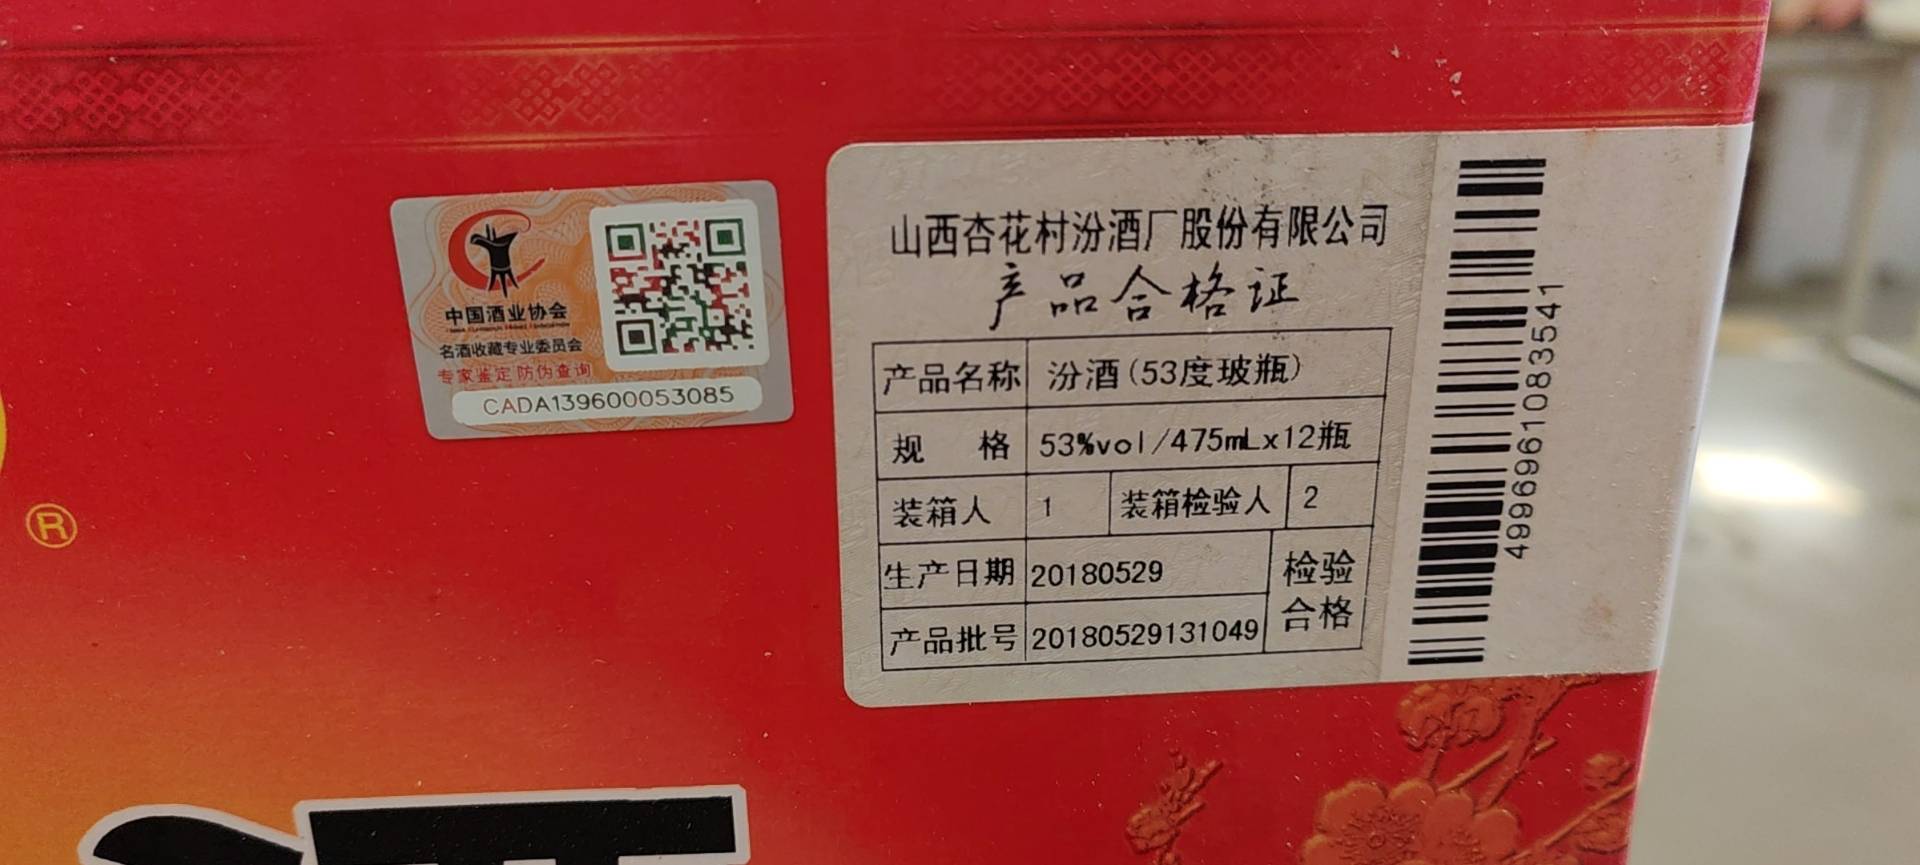 ®
中国酒业协会
名酒收藏专业委员会
专家鉴定 防伪查询
CADA139600053085
山西杏花村汾酒厂股份有限公司
产品合格证
产品名称 汾酒(53度玻瓶)
规 格 53%vol/475mLx12瓶
装箱人 1 装箱检验人 2
生产日期 20180529 检验
产品批号 20180529131049 合格
4996961083541